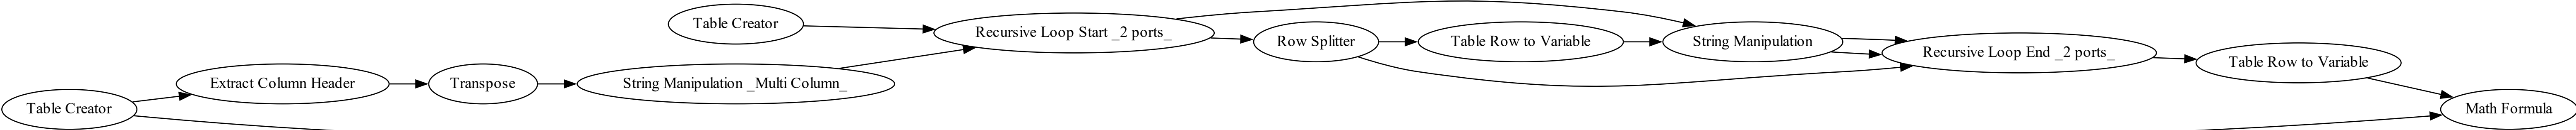 Table Creator
Extract Column Header
Transpose
String Manipulation _Multi Column_
Table Creator
Recursive Loop Start _2 ports_
Row Splitter
Table Row to Variable
String Manipulation
Recursive Loop End _2 ports_
Table Row to Variable
Math Formula